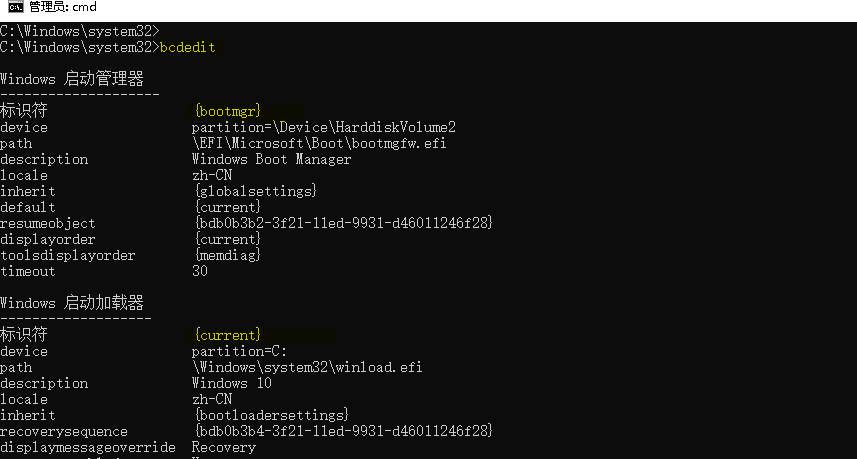 管理员: cmd
C:\Windows\system32>
C:\Windows\system32>bcdedit
Windows 启动管理器
--------------------
标识符                  {bootmgr}
device                  partition=\Device\HarddiskVolume2
path                    \EFI\Microsoft\Boot\bootmgfw.efi
description             Windows Boot Manager
locale                  zh-CN
inherit                 {globalsettings}
default                 {current}
resumeobject            {bdb0b3b2-3f21-11ed-9931-d46011246f28}
displayorder            {current}
toolsdisplayorder       {memdiag}
timeout                 30
Windows 启动加载器
-------------------
标识符                  {current}
device                  partition=C:
path                    \Windows\system32\winload.efi
description             Windows 10
locale                  zh-CN
inherit                 {bootloadersettings}
recoverysequence        {bdb0b3b4-3f21-11ed-9931-d46011246f28}
displaymessageoverride  Recovery